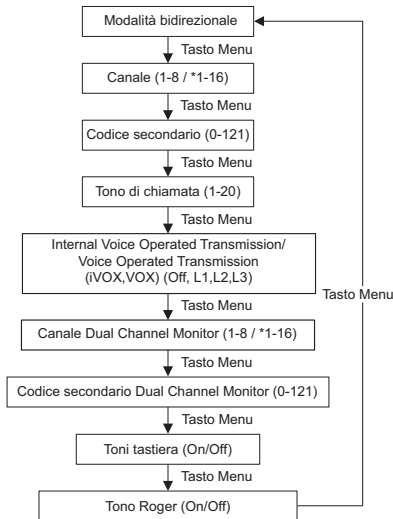 Modalità bidirezionale
Tasto Menu
Canale (1-8 / *1-16)
Tasto Menu
Codice secondario (0-121)
Tasto Menu
Tono di chiamata (1-20)
Tasto Menu
Internal Voice Operated Transmission/
Voice Operated Transmission
(iVOX,VOX) (Off, L1,L2,L3)
Tasto Menu
Tasto Menu
Canale Dual Channel Monitor (1-8 / *1-16)
Tasto Menu
Codice secondario Dual Channel Monitor (0-121)
Tasto Menu
Toni tastiera (On/Off)
Tasto Menu
Tono Roger (On/Off)